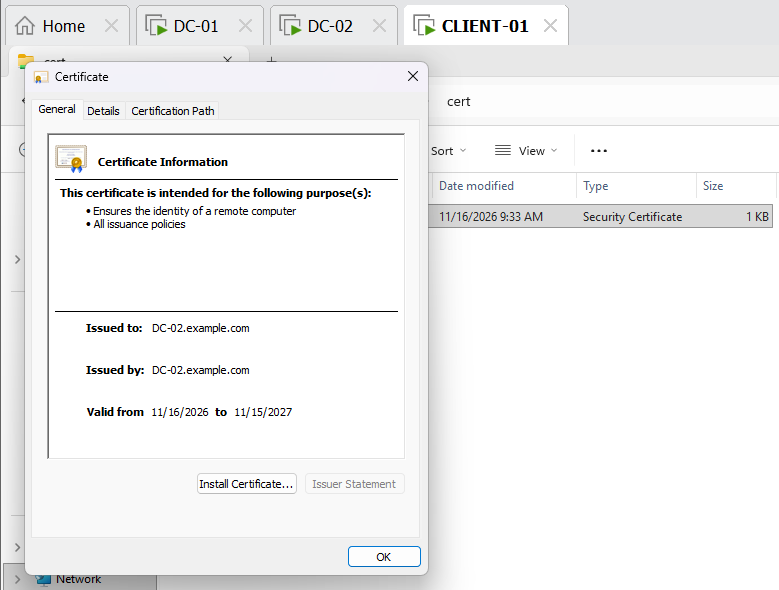 Home
DC-01
DC-02
CLIENT-01
cert
Certificate
General
Details
Certification Path
Certificate Information
This certificate is intended for the following purpose(s):
• Ensures the identity of a remote computer
• All issuance policies
Issued to: DC-02.example.com
Issued by: DC-02.example.com
Valid from 11/16/2026 to 11/15/2027
Install Certificate...
Issuer Statement
OK
cert
Sort
View
Date modified
Type
Size
11/16/2026 9:33 AM
Security Certificate
1 KB
Network